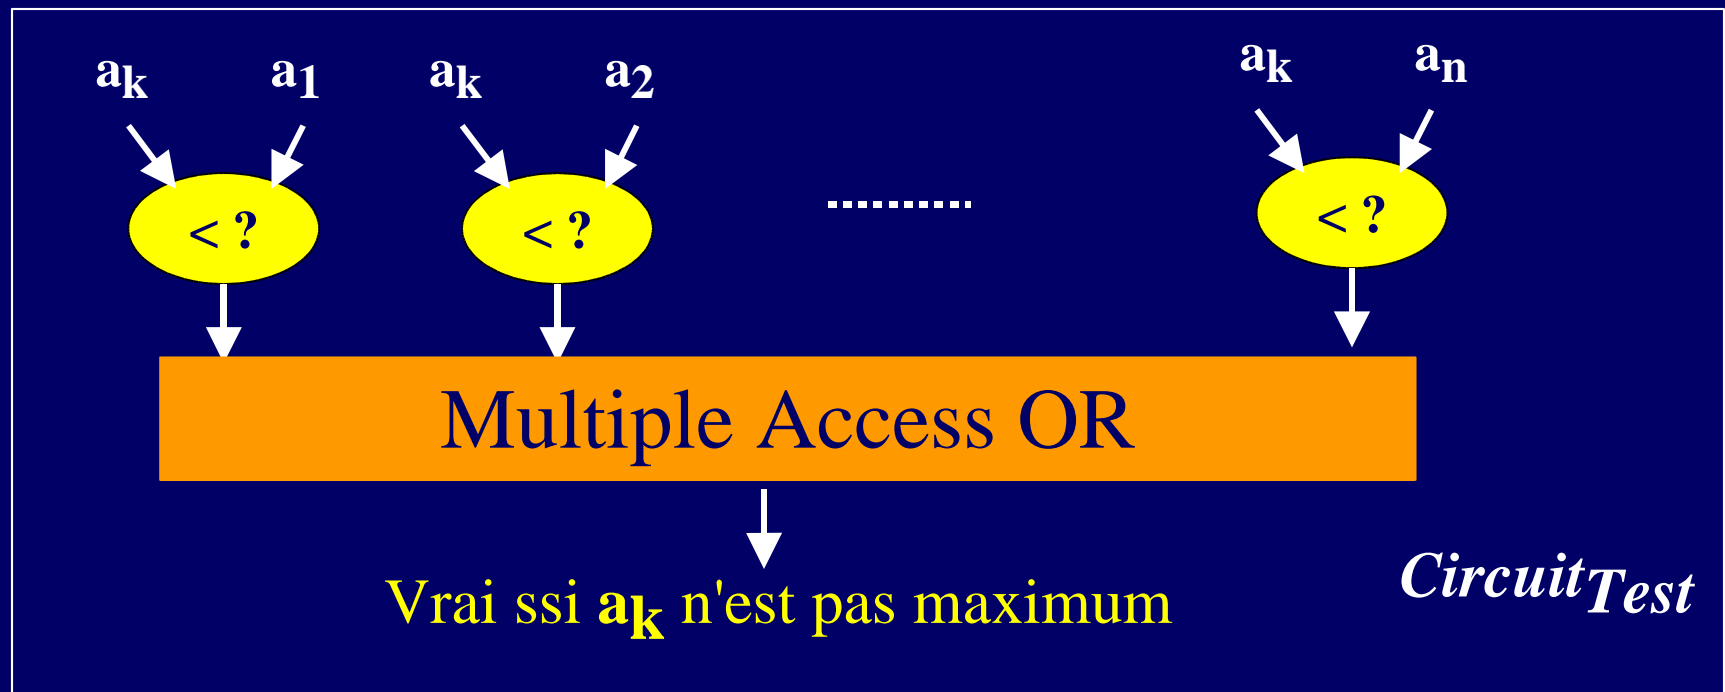 ak a1 ak a2 ak an
< ? < ? < ?
Multiple Access OR
Vrai ssi ak n'est pas maximum
CircuitTest